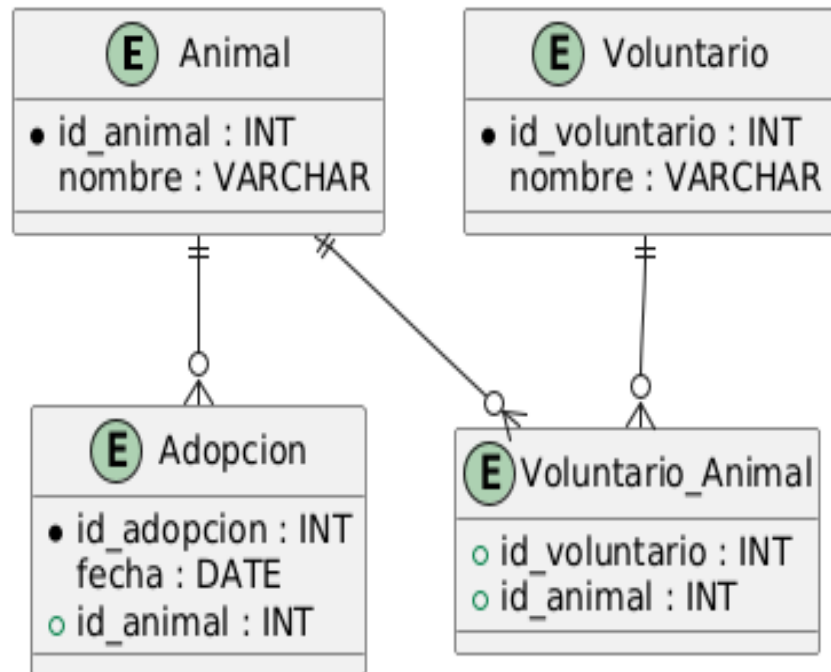 E Animal
id_animal : INT
nombre : VARCHAR
E Voluntario
id_voluntario : INT
nombre : VARCHAR
E Adopcion
id_adopcion : INT
fecha : DATE
id_animal : INT
E Voluntario_Animal
id_voluntario : INT
id_animal : INT